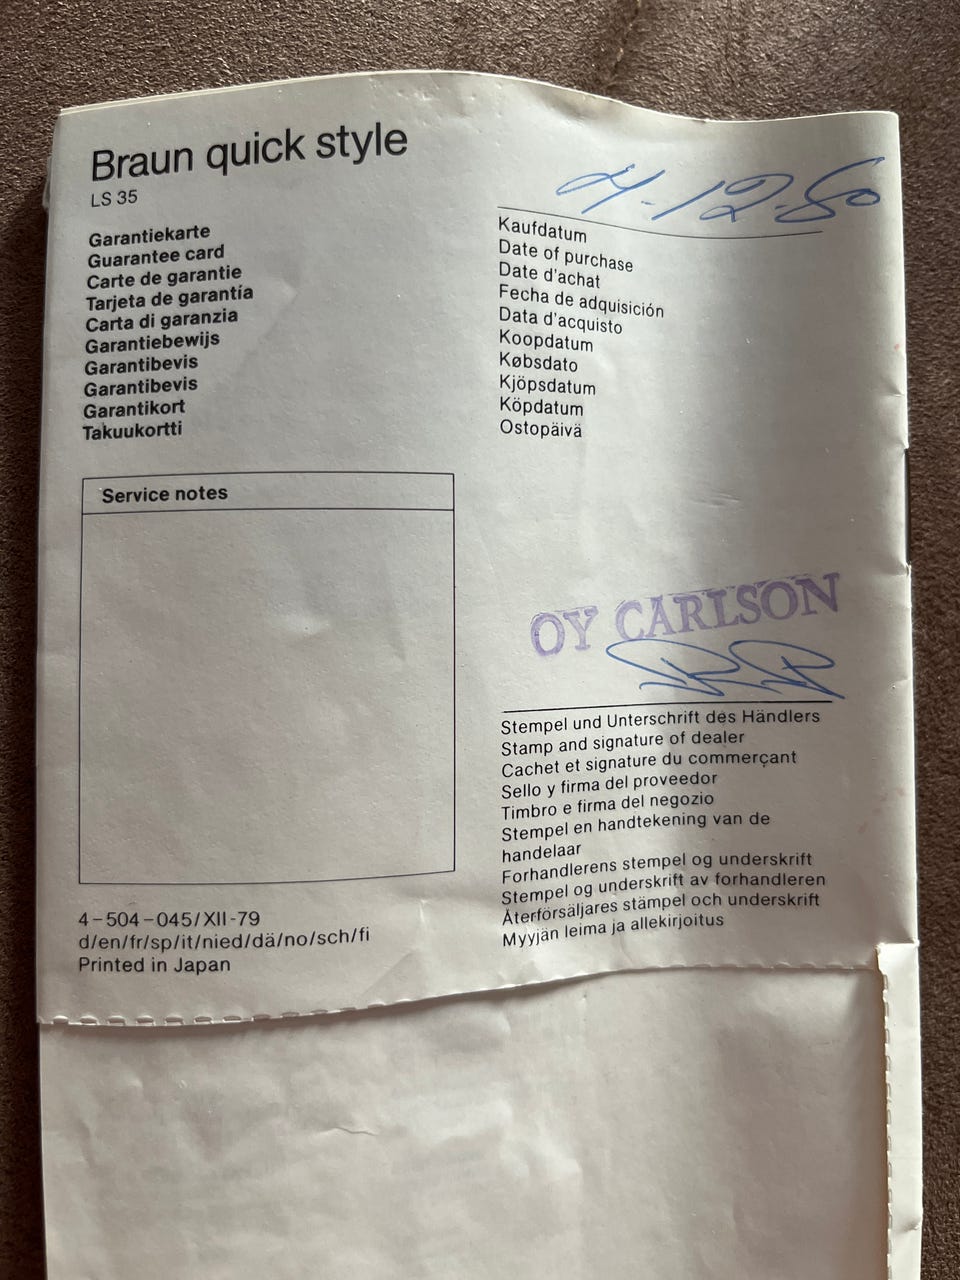 Braun quick style
LS 35
Garantiekarte
Guarantee card
Carte de garantie
Tarjeta de garantía
Carta di garanzia
Garantiebewijs
Garantibevis
Garantibevis
Garantikort
Takuukortti
Service notes
4-504-045/XII-79
d/en/fr/sp/it/nied/dä/no/sch/fi
Printed in Japan
4.12.80
Kaufdatum
Date of purchase
Date d'achat
Fecha de adquisición
Data d'acquisto
Koopdatum
Købsdato
Kjöpsdatum
Köpdatum
Ostopäivä
OY CARLSON
Stempel und Unterschrift des Händlers
Stamp and signature of dealer
Cachet et signature du commerçant
Sello y firma del proveedor
Timbro e firma del negozio
Stempel en handtekening van de
handelaar
Forhandlerens stempel og underskrift
Stempel og underskrift av forhandleren
Återförsäljares stämpel och underskrift
Myyjän leima ja allekirjoitus